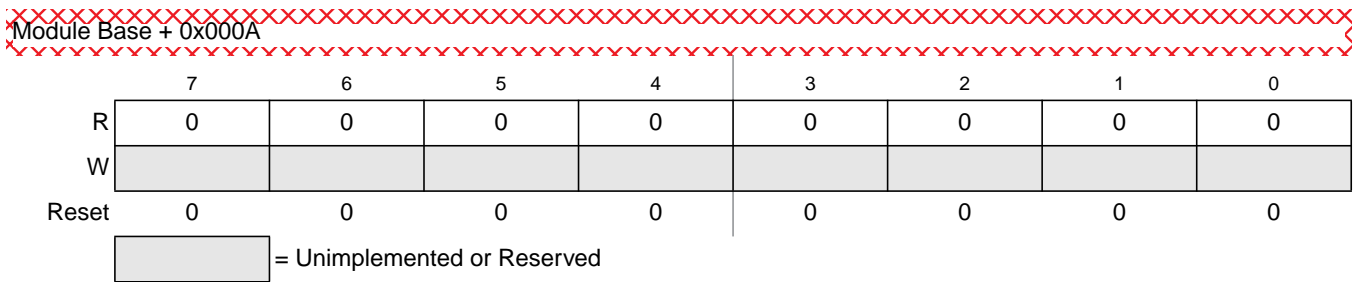 Module Base + 0x000A
7 6 5 4 3 2 1 0
R 0 0 0 0 0 0 0 0
W
Reset 0 0 0 0 0 0 0 0
= Unimplemented or Reserved